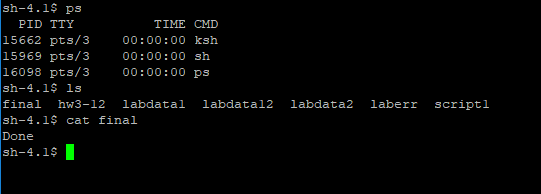 sh-4.1$ ps
  PID TTY          TIME CMD
15662 pts/3    00:00:00 ksh
15969 pts/3    00:00:00 sh
16098 pts/3    00:00:00 ps
sh-4.1$ ls
final  hw3-12  labdata1  labdata12  labdata2  laberr  script1
sh-4.1$ cat final
Done
sh-4.1$